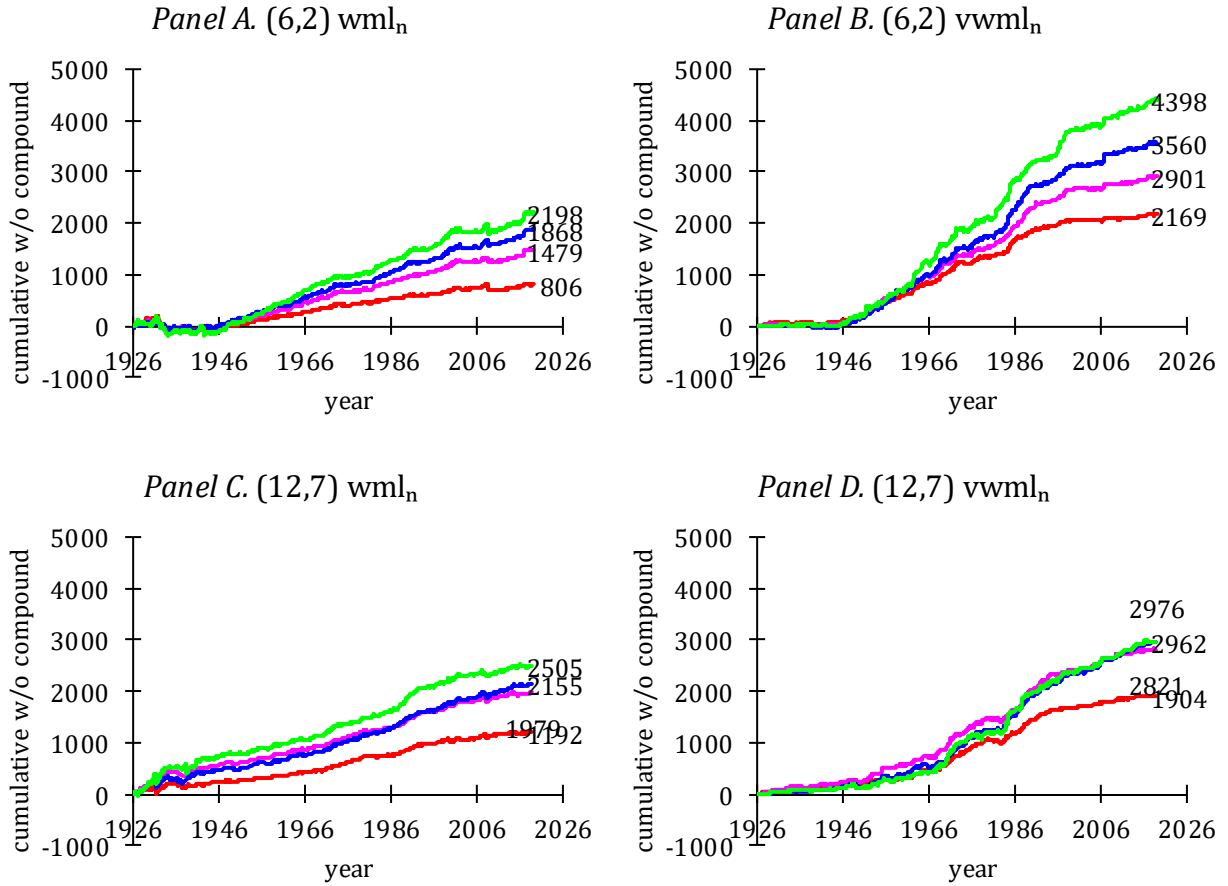 Panel A. (6,2) wmlₙ
cumulative w/o compound
5000
4000
3000
2000
1000
0
-1000
1926 1946 1966 1986 2006 2026
year
2198
1868
1479
806
Panel B. (6,2) vwmlₙ
cumulative w/o compound
5000
4000
3000
2000
1000
0
-1000
1926 1946 1966 1986 2006 2026
year
4398
3560
2901
2169
Panel C. (12,7) wmlₙ
cumulative w/o compound
5000
4000
3000
2000
1000
0
-1000
1926 1946 1966 1986 2006 2026
year
2505
2155
1979
1192
Panel D. (12,7) vwmlₙ
cumulative w/o compound
5000
4000
3000
2000
1000
0
-1000
1926 1946 1966 1986 2006 2026
year
2976
2962
2821
1904